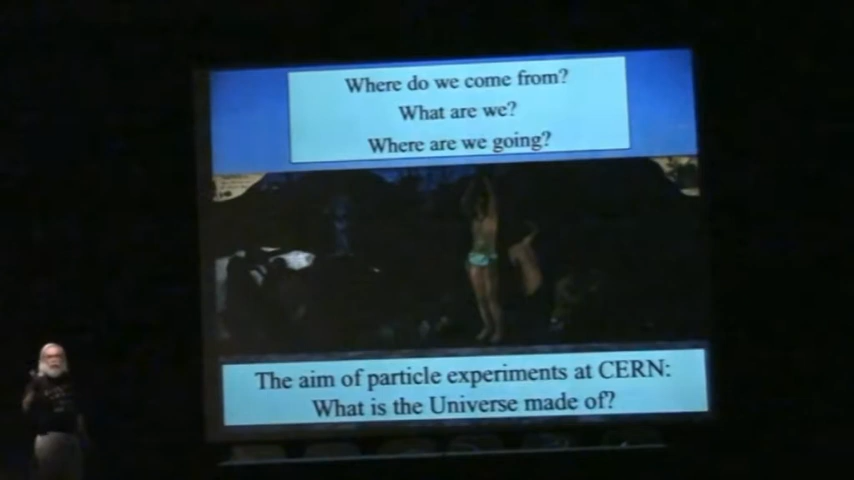 Where do we come from?
What are we?
Where are we going?
The aim of particle experiments at CERN:
What is the Universe made of?